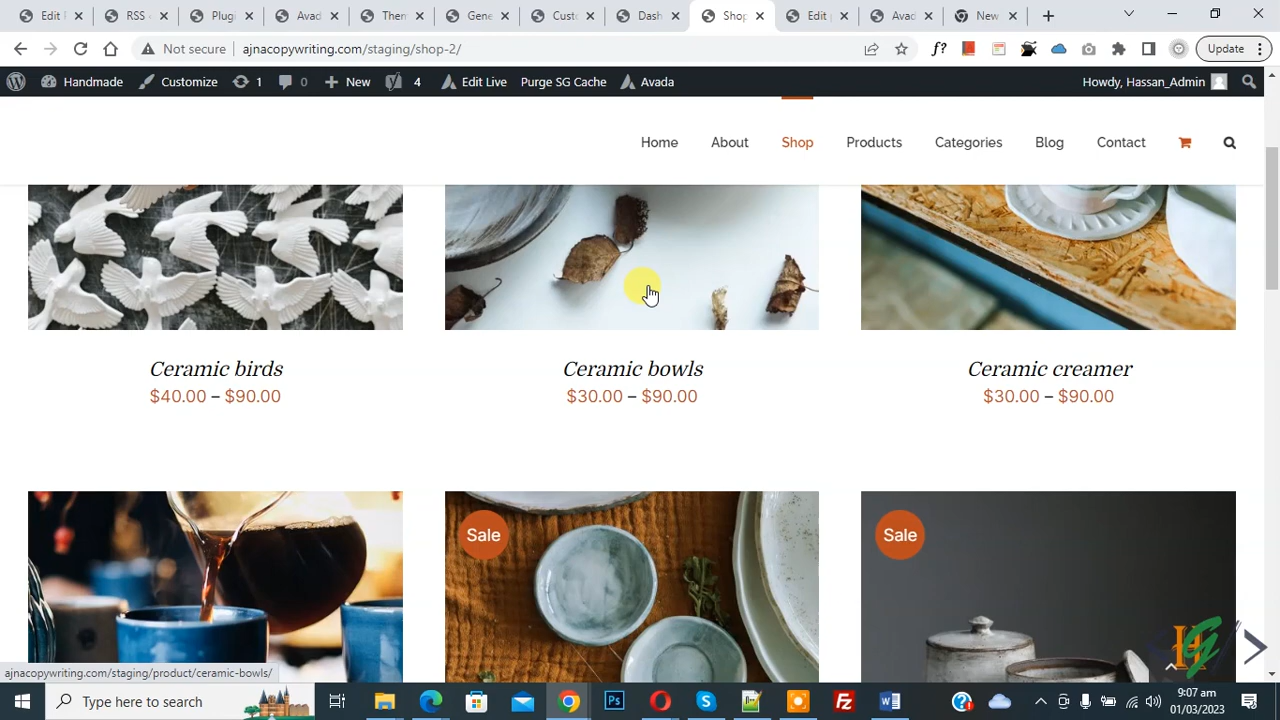 Edit RSS Plugi Avad Ther Gene Custo Dash Shop Edit Avad New
Not secure ajnacopywriting.com/staging/shop-2/ f? Update
Handmade Customize 1 0 New 4 Edit Live Purge SG Cache Avada Howdy, Hassan_Admin
Home About Shop Products Categories Blog Contact
Ceramic birds Ceramic bowls Ceramic creamer
$40.00 – $90.00 $30.00 – $90.00 $30.00 – $90.00
Sale Sale
ajnacopywriting.com/staging/product/ceramic-bowls/
Type here to search
9:07 am
01/03/2023